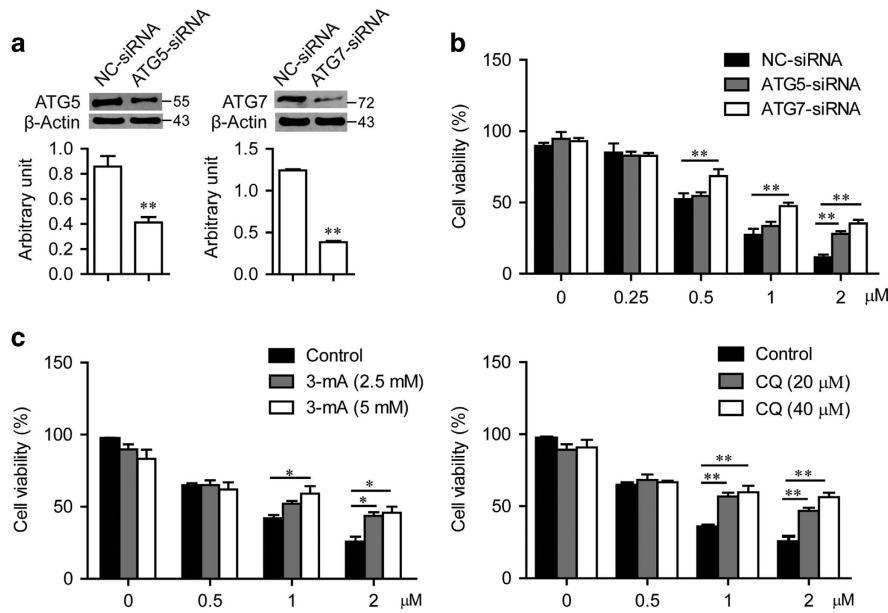 a
NC-siRNA
ATG5-siRNA
ATG5
55
β-Actin
43
Arbitrary unit
1.0
0.8
0.6
0.4
0.2
0.0
**
NC-siRNA
ATG7-siRNA
ATG7
72
β-Actin
43
Arbitrary unit
1.5
1.0
0.5
0.0
**
b
NC-siRNA
ATG5-siRNA
ATG7-siRNA
Cell viability (%)
100
50
0
**
**
**
**
0 0.25 0.5 1 2 μM
c
Control
3-mA (2.5 mM)
3-mA (5 mM)
Cell viability (%)
100
50
0
*
*
*
0 0.5 1 2 μM
Control
CQ (20 μM)
CQ (40 μM)
Cell viability (%)
100
50
0
**
**
**
**
0 0.5 1 2 μM